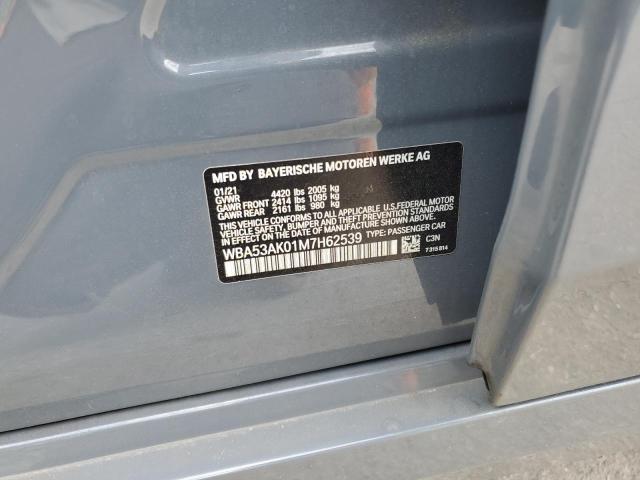 MFD BY BAYERISCHE MOTOREN WERKE AG
01/21
GVWR 4420 lbs 2005 kg
GAWR FRONT 2414 lbs 1095 kg
GAWR REAR 2161 lbs 980 kg
THIS VEHICLE CONFORMS TO ALL APPLICABLE U.S. FEDERAL MOTOR
VEHICLE SAFETY, BUMPER AND THEFT PREVENTION STANDARDS
IN EFFECT ON THE DATE OF MANUFACTURE SHOWN ABOVE.
WBA53AK01M7H62539 TYPE: PASSENGER CAR
C3N
7315814